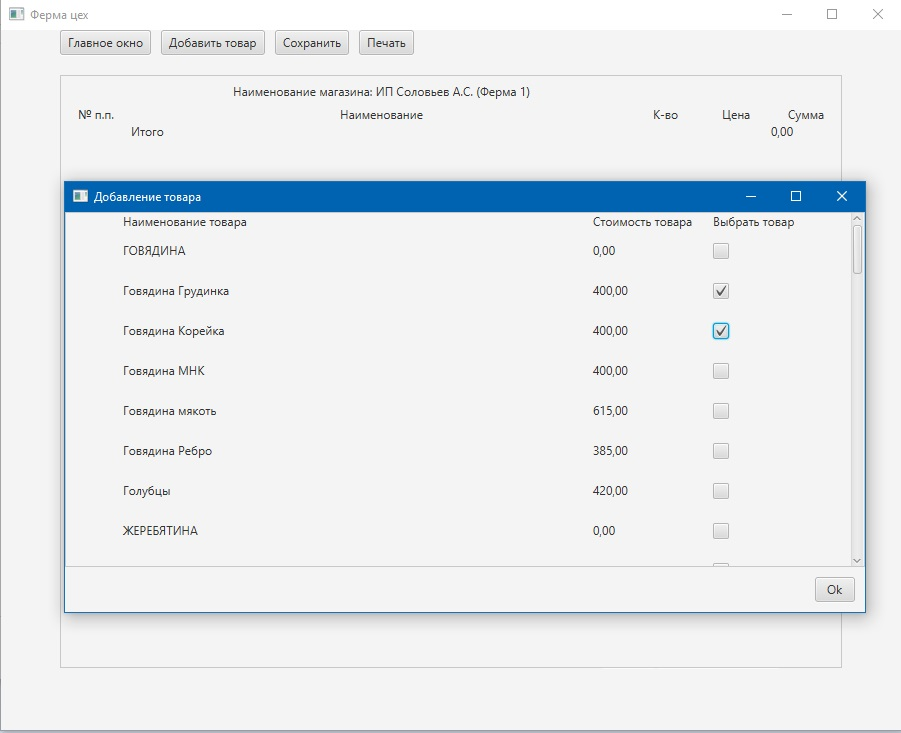 Ферма цех
Главное окно Добавить товар Сохранить Печать
Наименование магазина: ИП Соловьев А.С. (Ферма 1)
№ п.п. Наименование К-во Цена Сумма
Итого 0,00
Добавление товара
Наименование товара Стоимость товара Выбрать товар
ГОВЯДИНА 0,00
Говядина Грудинка 400,00
Говядина Корейка 400,00
Говядина МНК 400,00
Говядина мякоть 615,00
Говядина Ребро 385,00
Голубцы 420,00
ЖЕРЕБЯТИНА 0,00
Ok